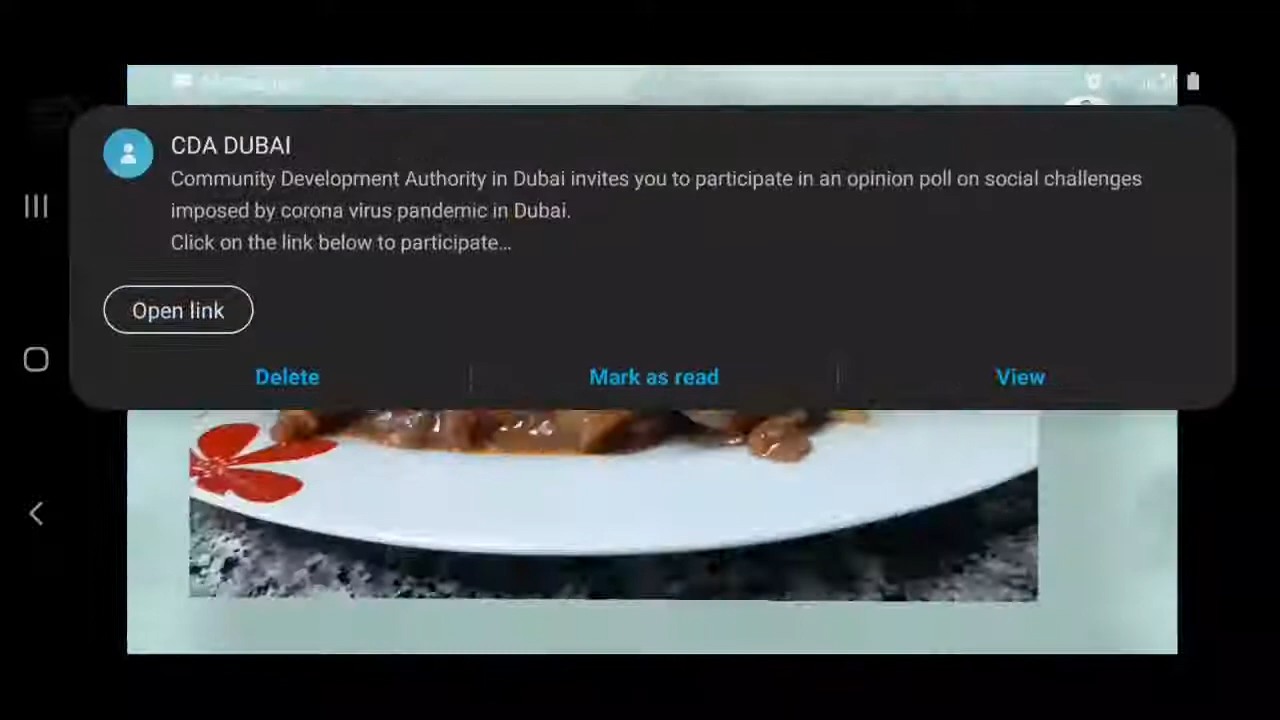 CDA DUBAI
Community Development Authority in Dubai invites you to participate in an opinion poll on social challenges
imposed by corona virus pandemic in Dubai.
Click on the link below to participate...
Open link
Delete
Mark as read
View